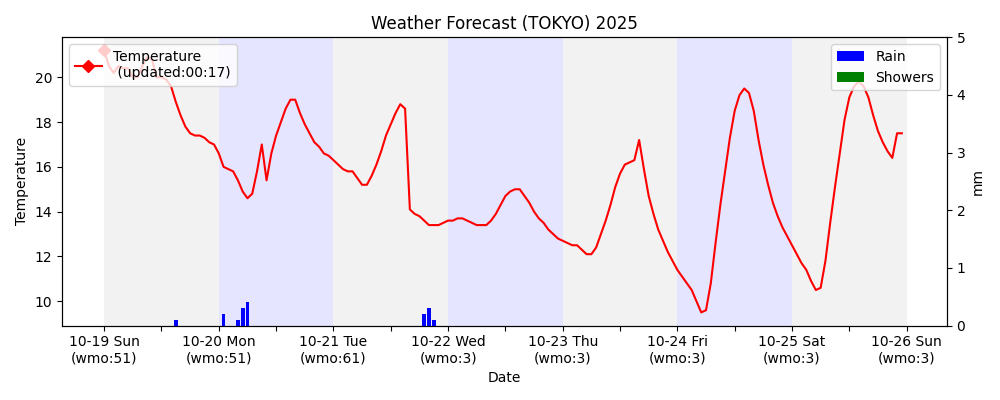 Weather Forecast (TOKYO) 2025
Temperature
(updated:00:17)
Rain
Showers
Temperature
20
18
16
14
12
10
5
4
3
2
1
0
mm
10-19 Sun
(wmo:51)
10-20 Mon
(wmo:51)
10-21 Tue
(wmo:61)
10-22 Wed
(wmo:3)
10-23 Thu
(wmo:3)
10-24 Fri
(wmo:3)
10-25 Sat
(wmo:3)
10-26 Sun
(wmo:3)
Date